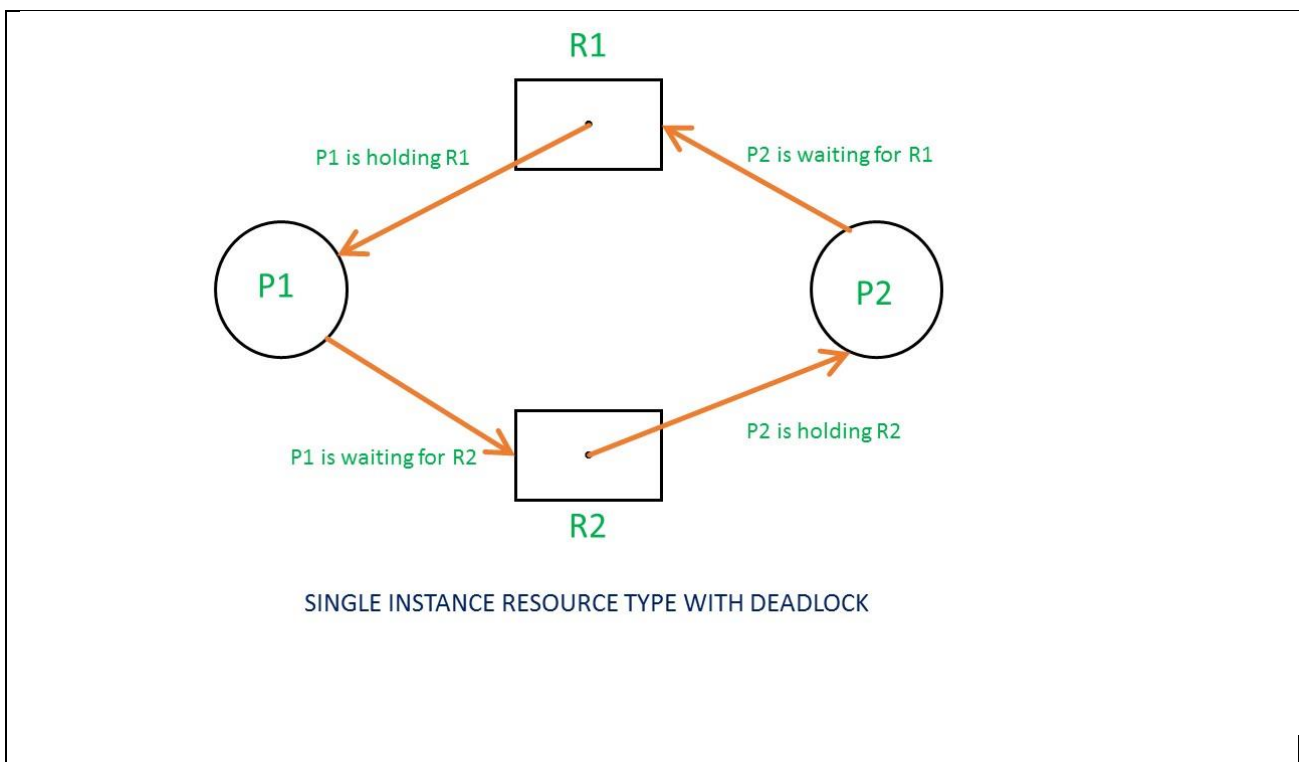 R1
P1 is holding R1
P2 is waiting for R1
P1
P2
P1 is waiting for R2
P2 is holding R2
R2
SINGLE INSTANCE RESOURCE TYPE WITH DEADLOCK